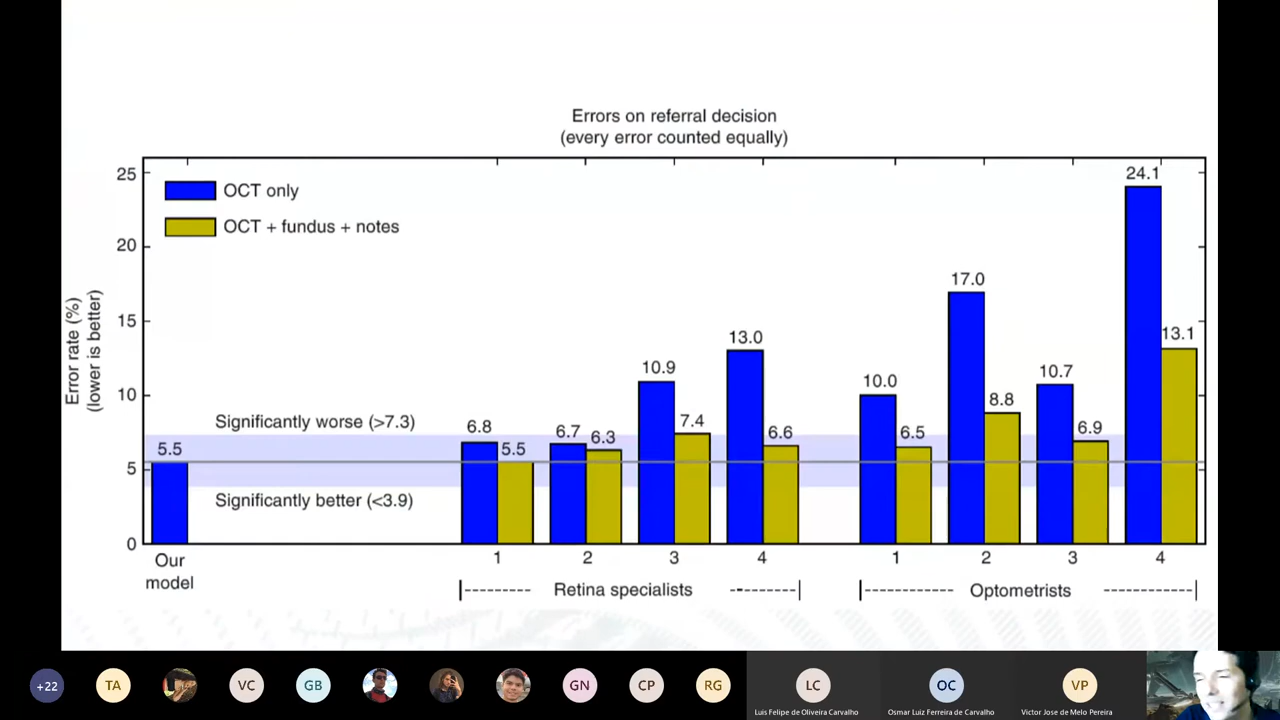 Errors on referral decision
(every error counted equally)
Error rate (%)
(lower is better)
25
20
15
10
5
0
OCT only
OCT + fundus + notes
Significantly worse (>7.3)
Significantly better (<3.9)
5.5
6.8
5.5
6.7
6.3
10.9
7.4
13.0
6.6
10.0
6.5
17.0
8.8
10.7
6.9
24.1
13.1
Our
model
1
2
3
4
1
2
3
4
Retina specialists
Optometrists
+22
TA
VC
GB
GN
CP
RG
LC
OC
VP
Luis Felipe de Oliveira Carvalho
Osmar Luiz Ferreira de Carvalho
Victor Jose de Melo Pereira